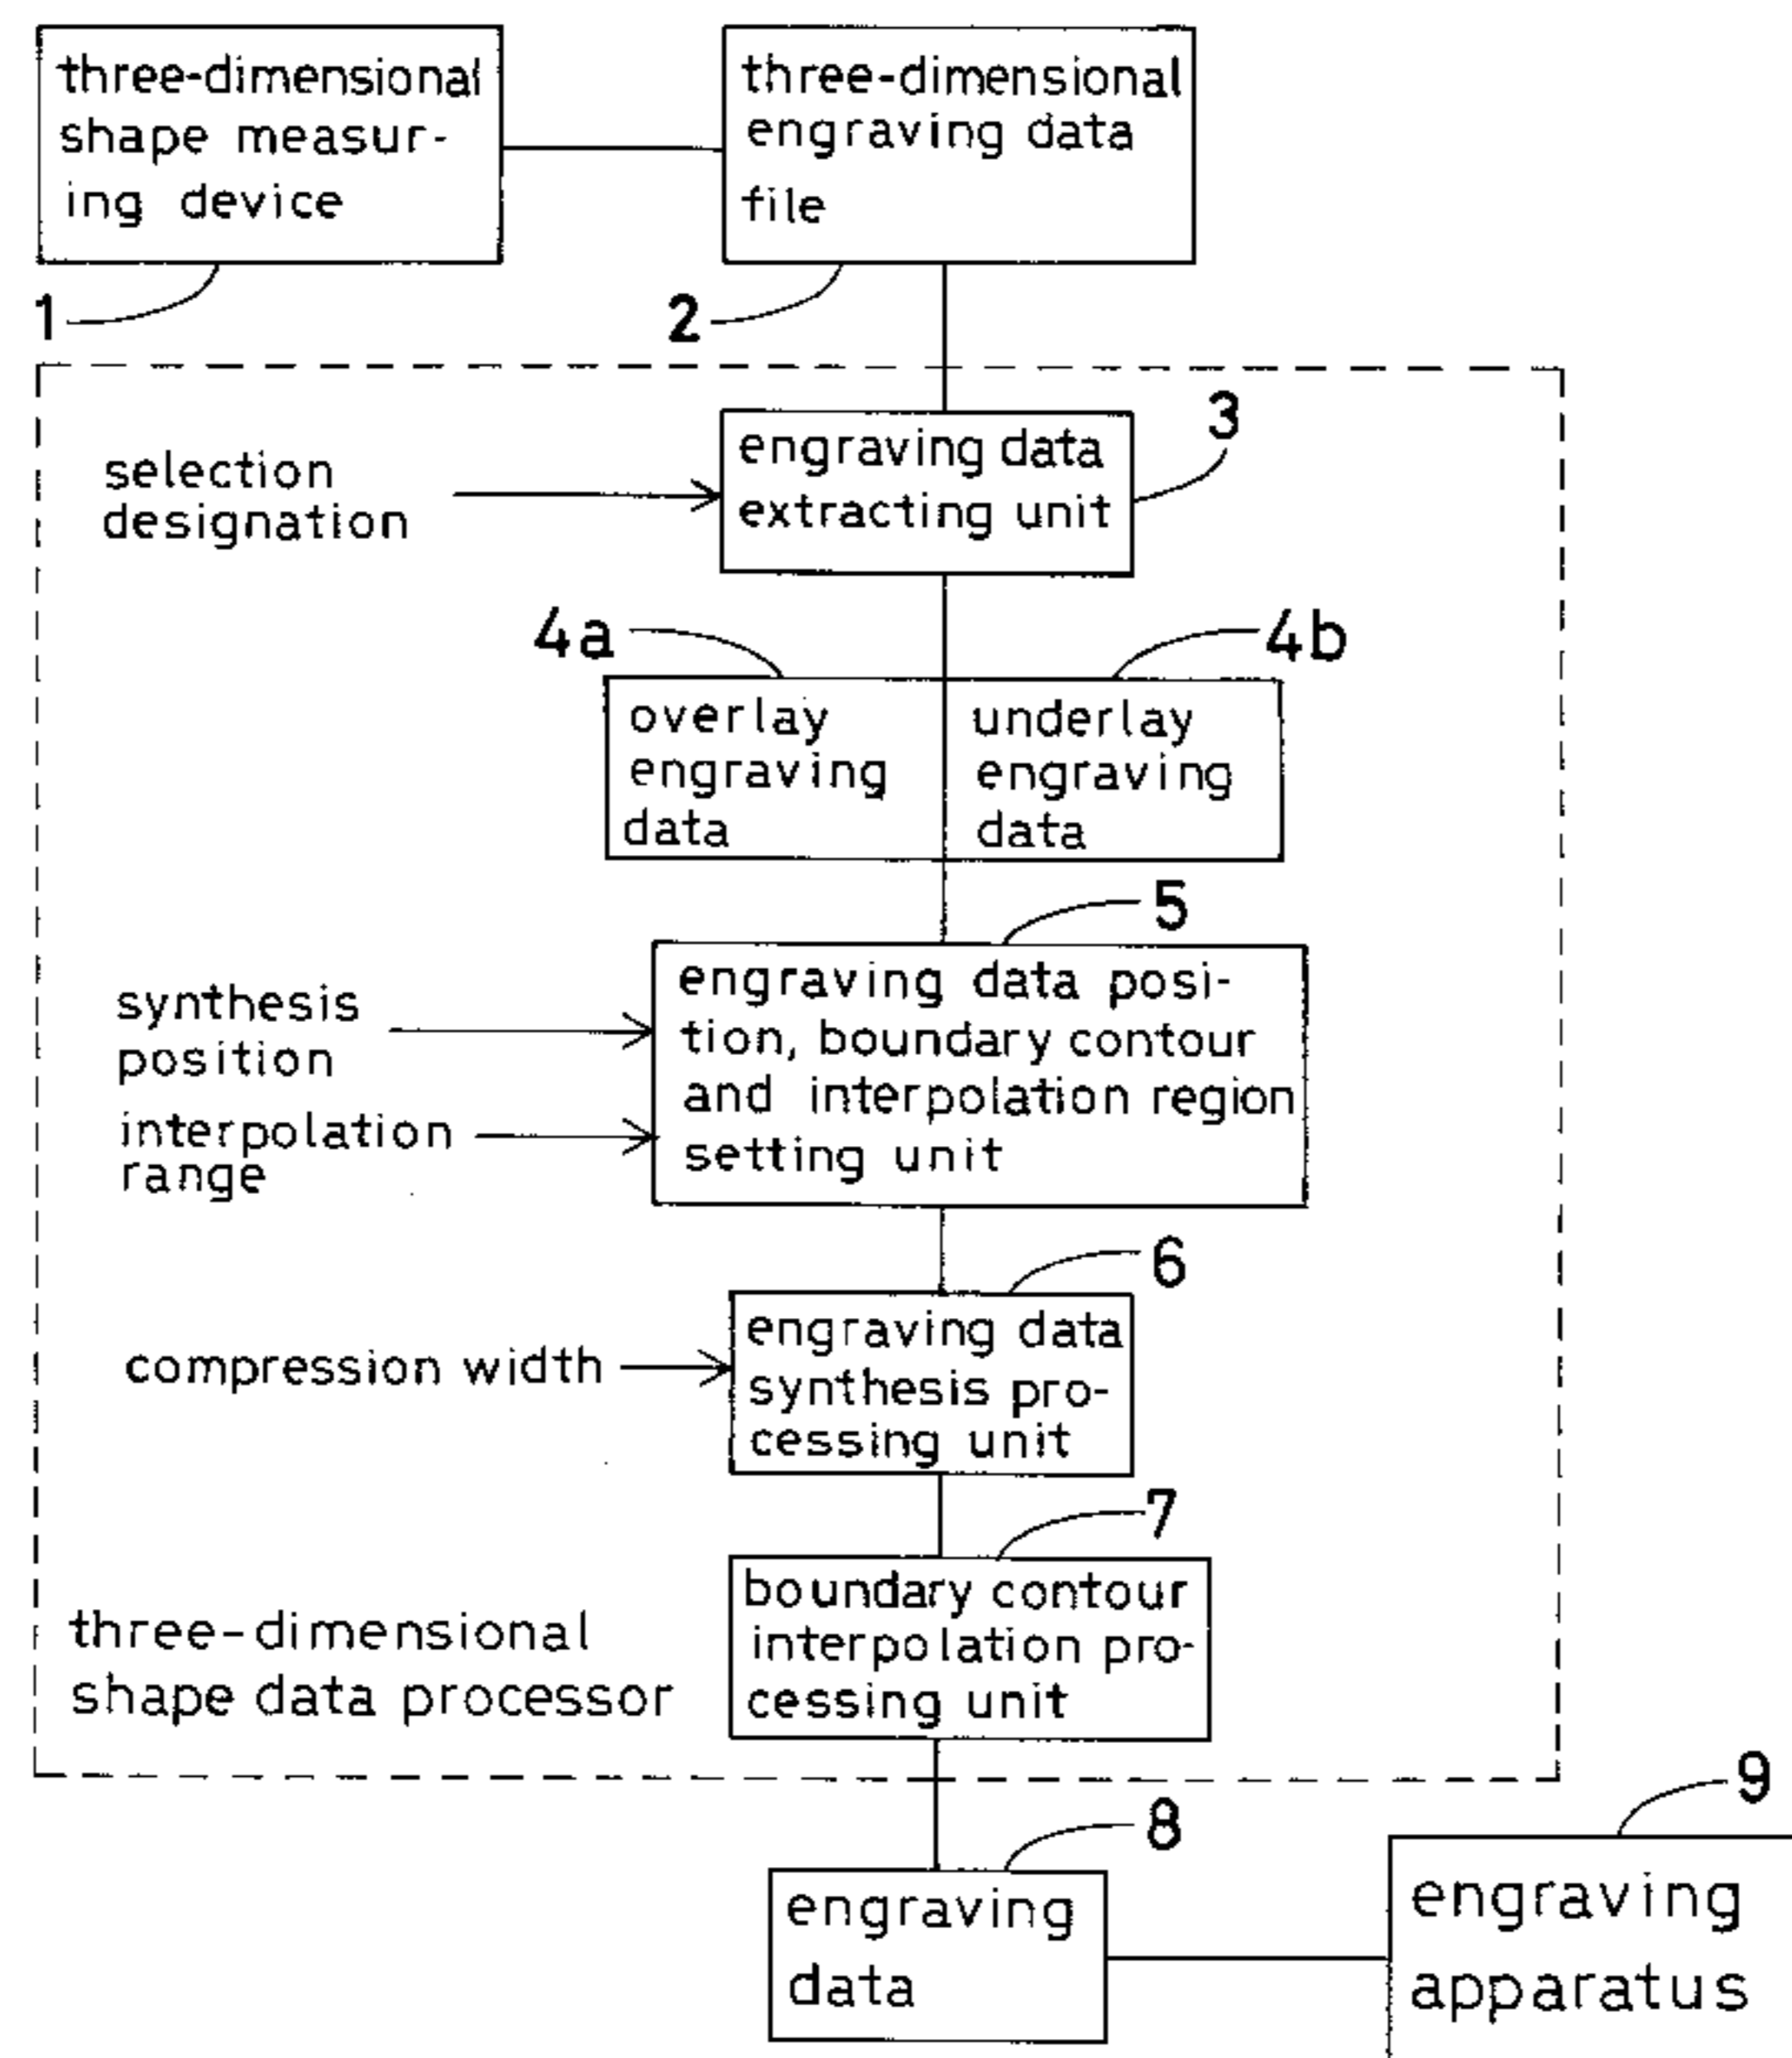 three-dimensional
shape measur-
ing device
three-dimensional
engraving data
file
1
2
3
selection
designation
engraving data
extracting unit
4a
4b
overlay
engraving
data
underlay
engraving
data
5
synthesis
position
interpolation
range
engraving data posi-
tion, boundary contour
and interpolation region
setting unit
6
compression width
engraving data
synthesis pro-
cessing unit
7
boundary contour
interpolation pro-
cessing unit
three-dimensional
shape data processor
8
9
engraving
data
engraving
apparatus